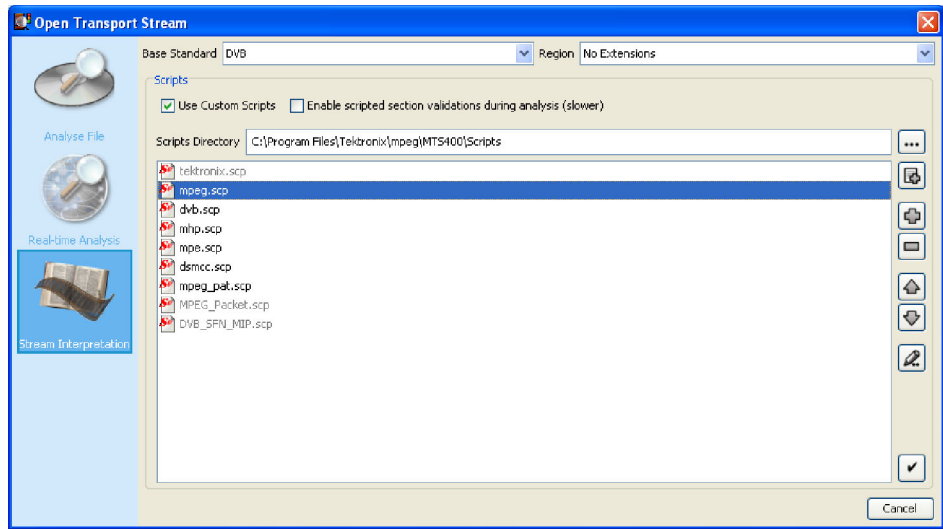 Open Transport Stream
Base Standard DVB Region No Extensions
Scripts
Use Custom Scripts Enable scripted section validations during analysis (slower)
Analyse File
Scripts Directory C:\Program Files\Tektronix\mpeg\MTS400\Scripts
...
tektronix.scp
mpeg.scp
dvb.scp
mhp.scp
Real-time Analysis
mpe.scp
dsmcc.scp
mpeg_pat.scp
MPEG_Packet.scp
DVB_SFN_MIP.scp
Stream Interpretation
Cancel